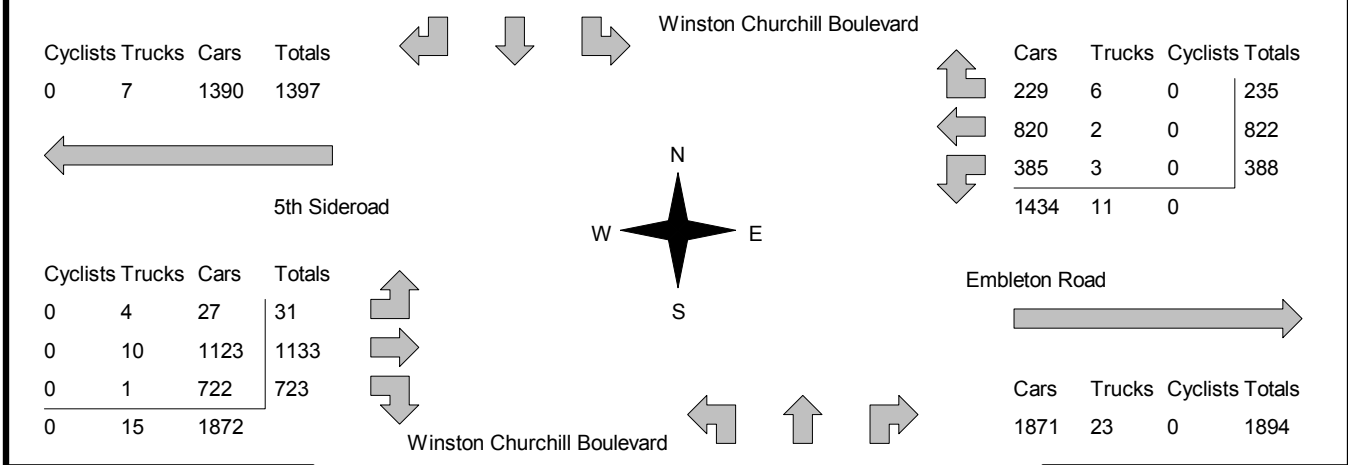 Winston Churchill Boulevard
Cyclists Trucks Cars Totals
0 7 1390 1397
Cars Trucks Cyclists Totals
229 6 0 235
820 2 0 822
385 3 0 388
1434 11 0
N
W E
S
5th Sideroad
Cyclists Trucks Cars Totals
0 4 27 31
0 10 1123 1133
0 1 722 723
0 15 1872
Embleton Road
Cars Trucks Cyclists Totals
1871 23 0 1894
Winston Churchill Boulevard